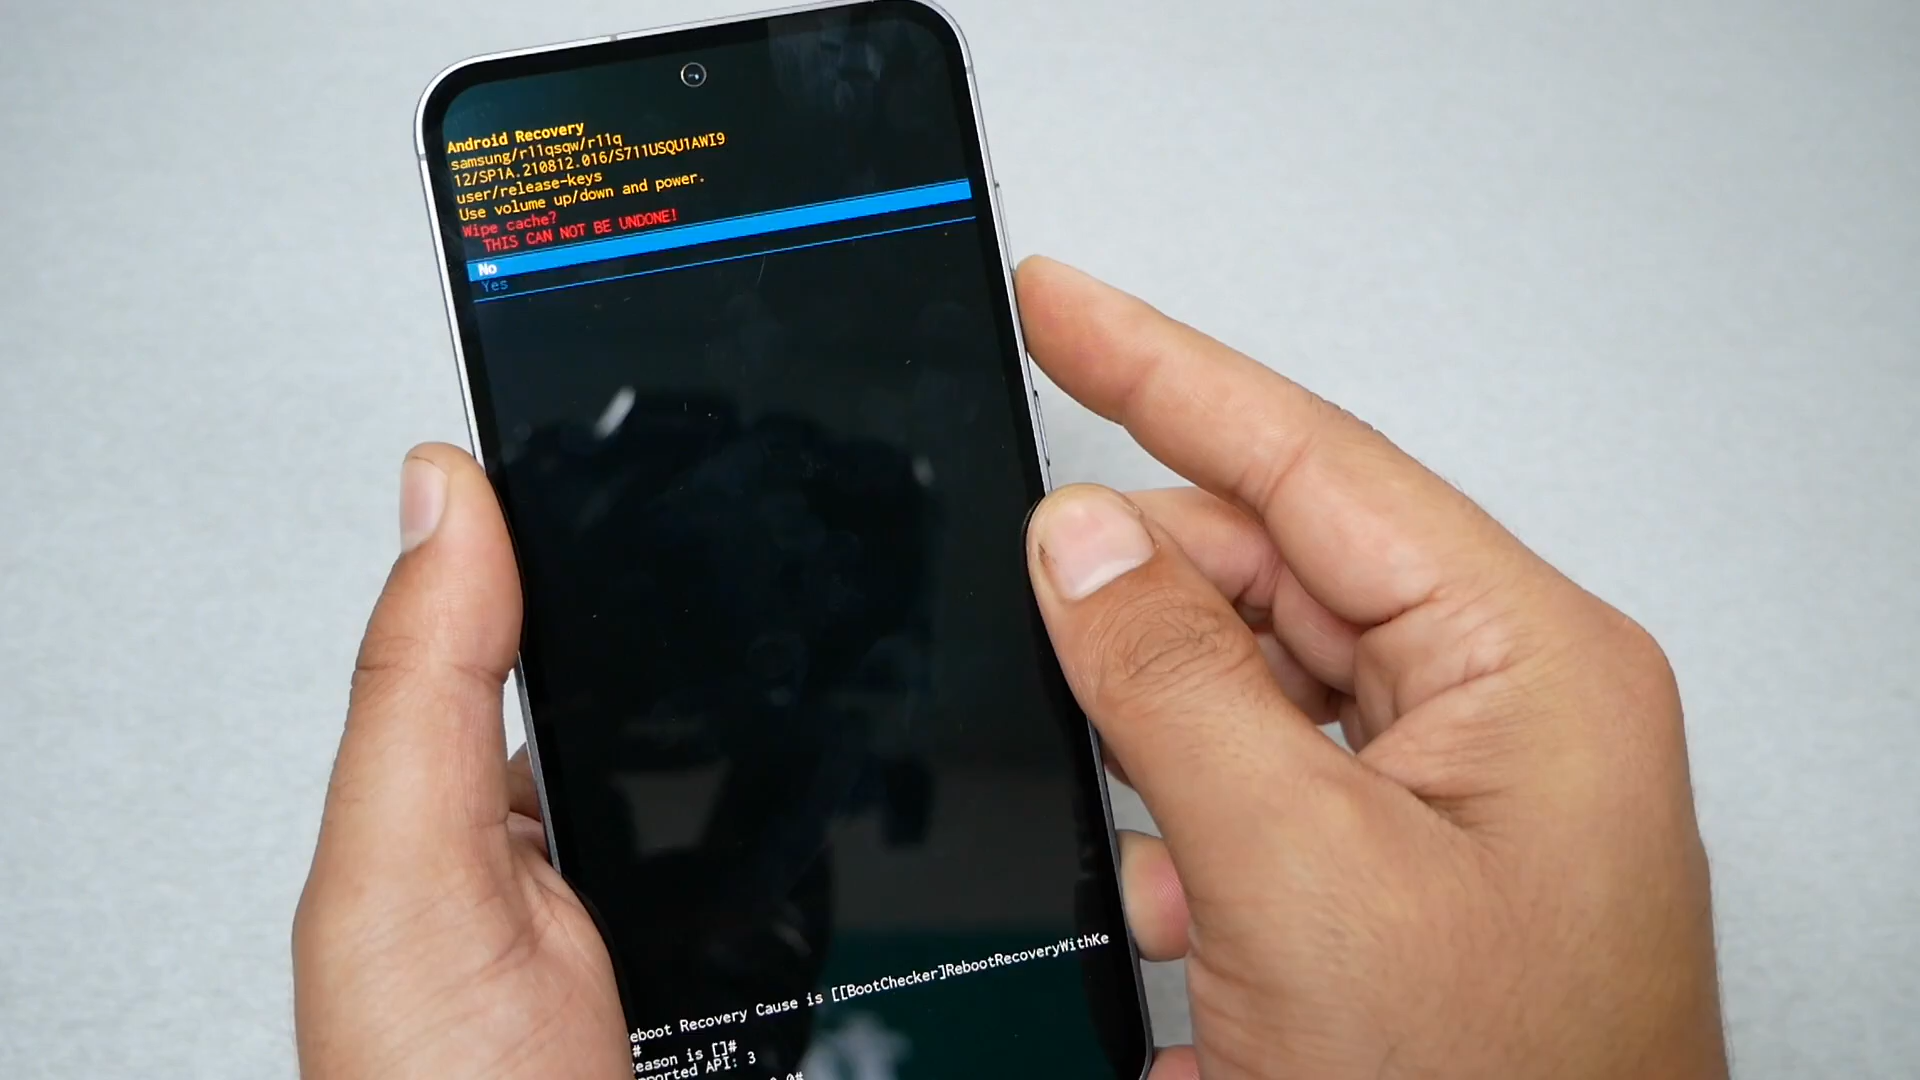 Android Recovery
samsung/r11qsqw/r11q
12/SP1A.210812.016/S711USQU1AWI9
user/release-keys
Use volume up/down and power.
Wipe cache?
THIS CAN NOT BE UNDONE!
No
Yes
eboot Recovery Cause is [[BootChecker]RebootRecoveryWithKe
#
eason is []#
ported API: 3
0#